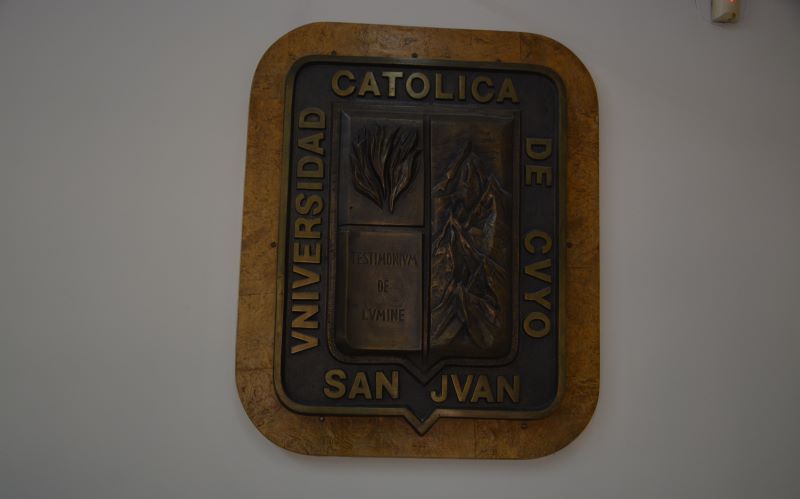 VNIVERSIDAD
CATOLICA
DE CVYO
SAN JVAN
TESTIMONIVM
DE
LVMINE